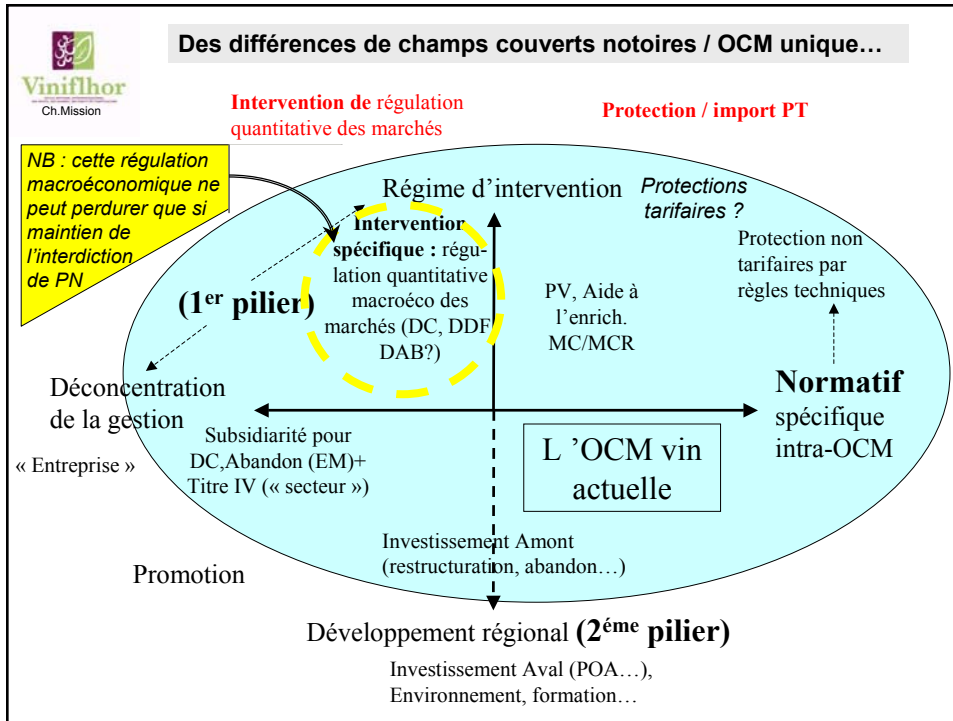 Des différences de champs couverts notoires / OCM unique…
Viniflhor
Ch.Mission
Intervention de régulation
quantitative des marchés
Protection / import PT
NB : cette régulation
macroéconomique ne
peut perdurer que si
maintien de
l’interdiction
de PN
Régime d’intervention
Protections
tarifaires ?
Intervention
spécifique : régu-
lation quantitative
macroéco des
marchés (DC, DDF
DAB?)
(1er pilier)
PV, Aide à
l’enrich.
MC/MCR
Protection non
tarifaires par
règles techniques
Déconcentration
de la gestion
« Entreprise »
Normatif
spécifique
intra-OCM
Subsidiarité pour
DC,Abandon (EM)+
Titre IV (« secteur »)
L ’OCM vin
actuelle
Investissement Amont
(restructuration, abandon…)
Promotion
Développement régional (2éme pilier)
Investissement Aval (POA…),
Environnement, formation…